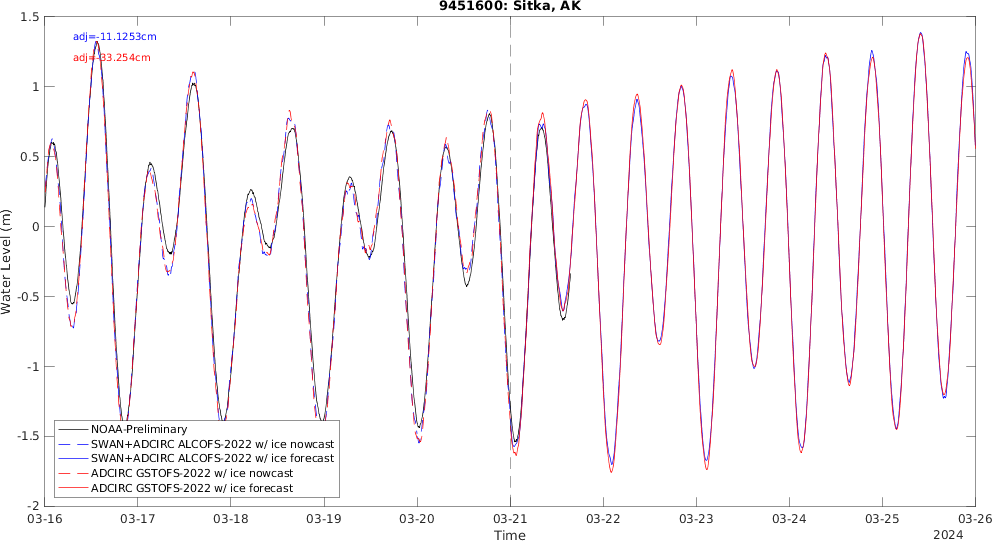 9451600: Sitka, AK
adj=-11.1253cm
adj=-33.254cm
1.5
1
0.5
0
-0.5
-1
-1.5
-2
Water Level (m)
NOAA-Preliminary
SWAN+ADCIRC ALCOFS-2022 w/ ice nowcast
SWAN+ADCIRC ALCOFS-2022 w/ ice forecast
ADCIRC GSTOFS-2022 w/ ice nowcast
ADCIRC GSTOFS-2022 w/ ice forecast
03-16 03-17 03-18 03-19 03-20 03-21 03-22 03-23 03-24 03-25 03-26
Time
2024